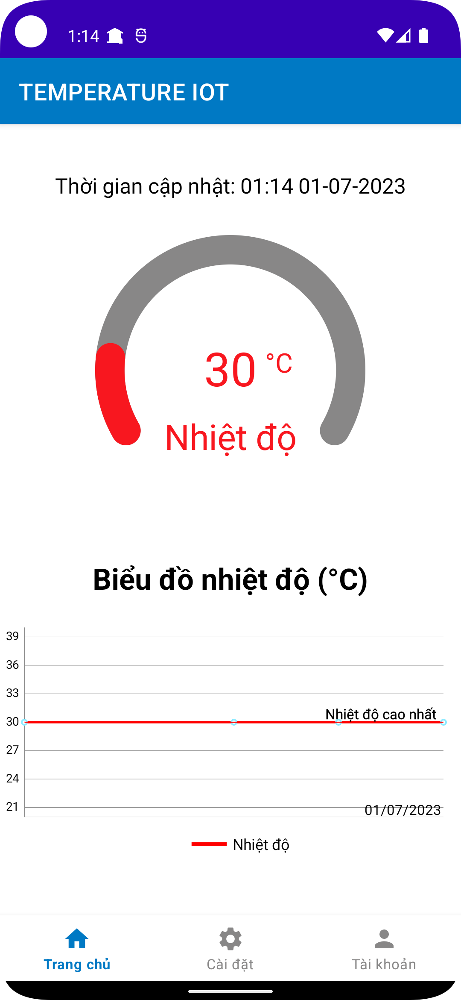 1:14
TEMPERATURE IOT
Thời gian cập nhật: 01:14 01-07-2023
30 °C
Nhiệt độ
Biểu đồ nhiệt độ (°C)
39
36
33
Nhiệt độ cao nhất
30
27
24
21
01/07/2023
Nhiệt độ
Trang chủ
Cài đặt
Tài khoản